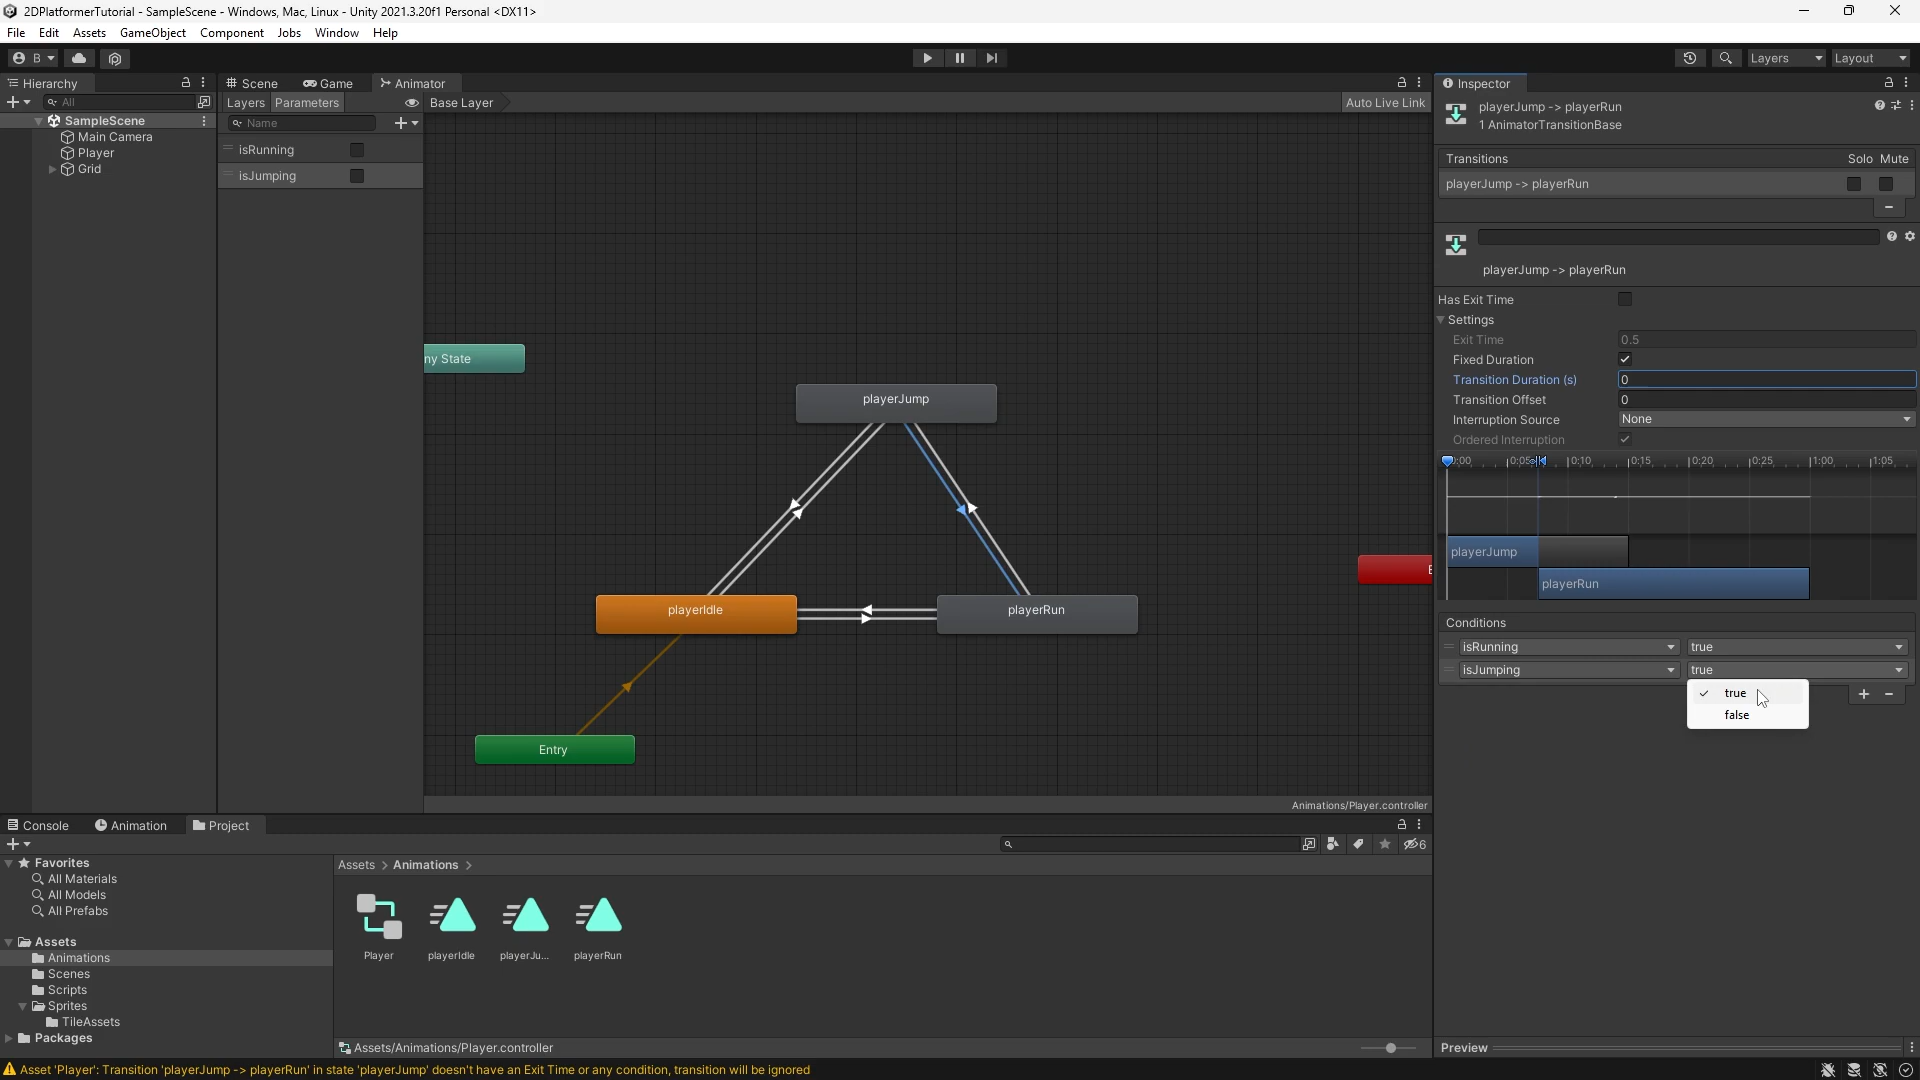 2DPlatformerTutorial - SampleScene - Windows, Mac, Linux - Unity 2021.3.20f1 Personal <DX11>
File Edit Assets GameObject Component Jobs Window Help
B
Layers Layout
Hierarchy
All
SampleScene
Main Camera
Player
Grid
Scene Game Animator
Layers Parameters Base Layer Auto Live Link
Name
isRunning
isJumping
ny State
playerJump
playerIdle
playerRun
Entry
E
Animations/Player.controller
Inspector
playerJump -> playerRun
1 AnimatorTransitionBase
Transitions Solo Mute
playerJump -> playerRun
playerJump -> playerRun
Has Exit Time
Settings
Exit Time 0.5
Fixed Duration
Transition Duration (s) 0
Transition Offset 0
Interruption Source None
Ordered Interruption
0:00 0:05 0:10 0:15 0:20 0:25 1:00 1:05
playerJump
playerRun
Conditions
isRunning true
isJumping true
true
false
Preview
Console Animation Project
6
Favorites
All Materials
All Models
All Prefabs
Assets
Animations
Scenes
Scripts
Sprites
TileAssets
Packages
Assets > Animations >
Player playerIdle playerJu... playerRun
Assets/Animations/Player.controller
Asset 'Player': Transition 'playerJump -> playerRun' in state 'playerJump' doesn't have an Exit Time or any condition, transition will be ignored